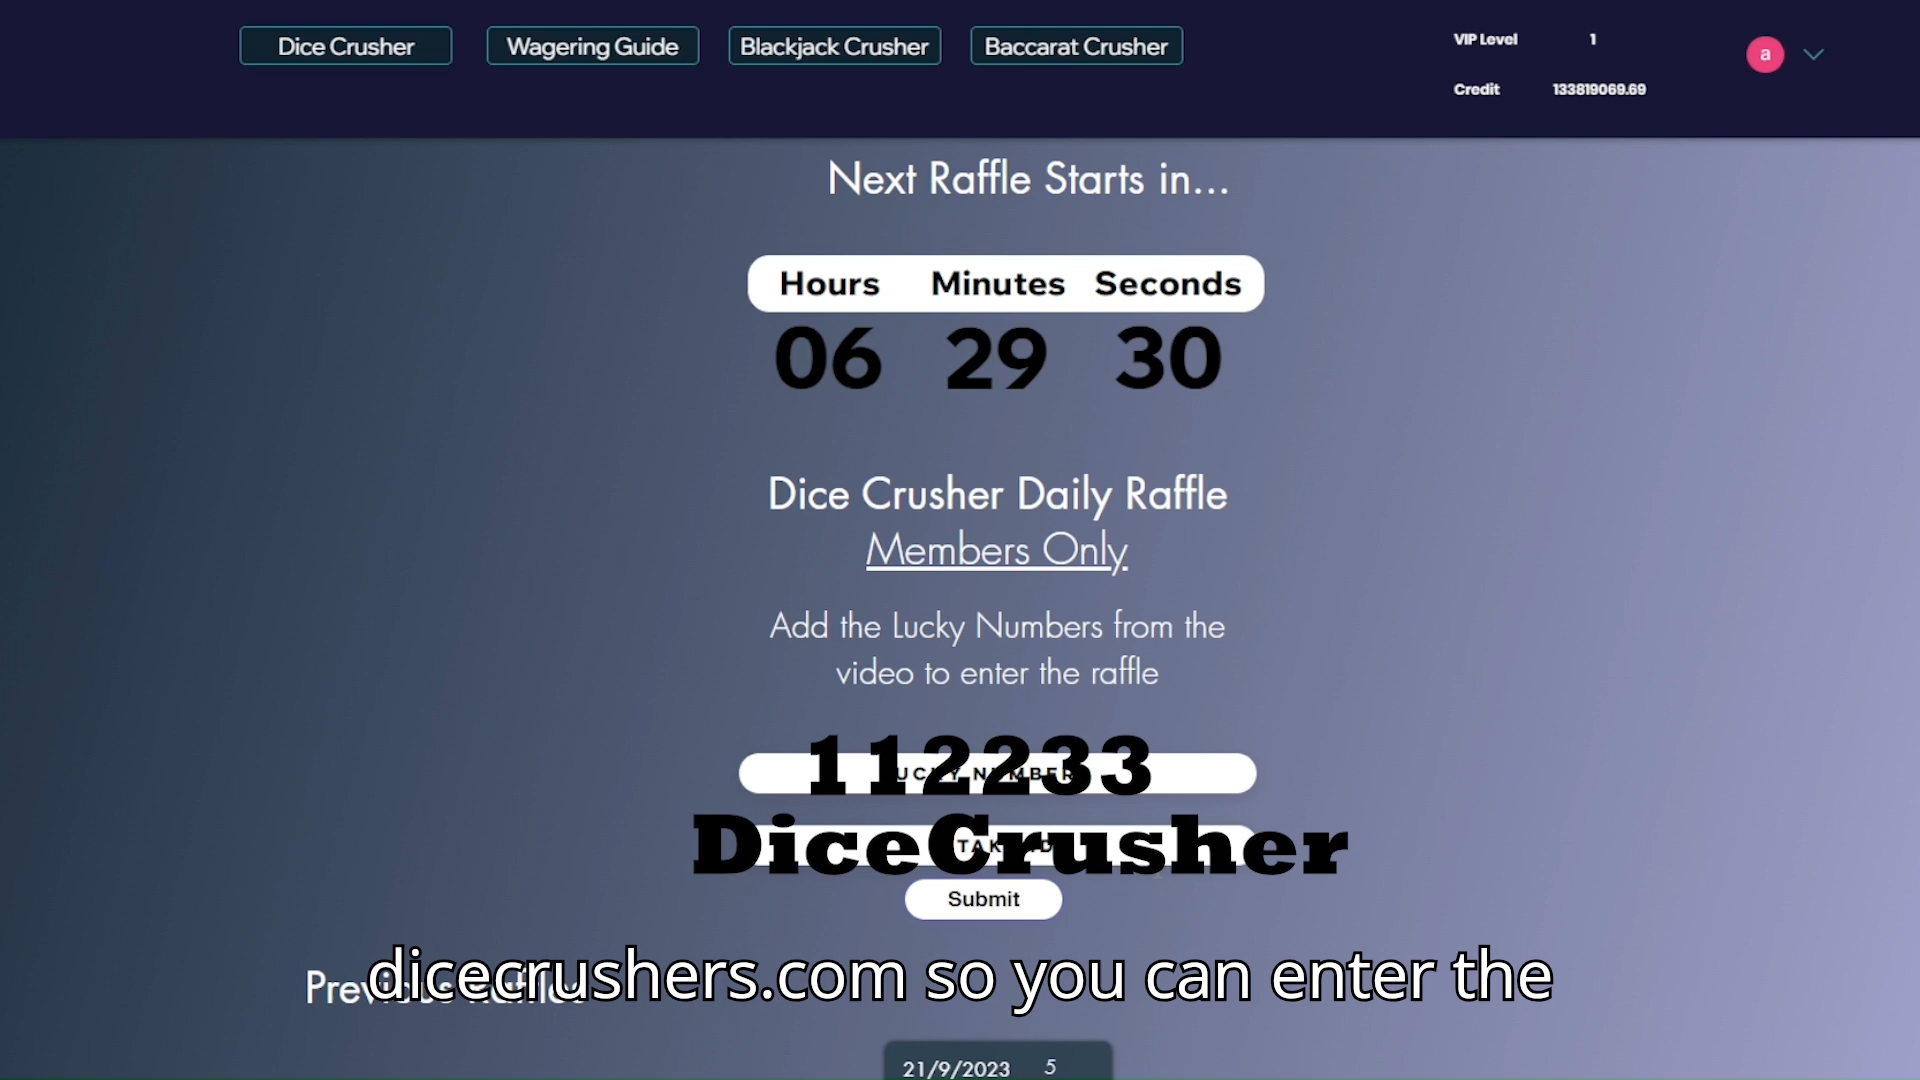 Dice Crusher
Wagering Guide
Blackjack Crusher
Baccarat Crusher
VIP Level 1
a
Credit 133819069.69
Next Raffle Starts in...
Hours Minutes Seconds
06 29 30
Dice Crusher Daily Raffle
Members Only
Add the Lucky Numbers from the
video to enter the raffle
112233
DiceCrusher
Submit
dicecrushers.com so you can enter the
21/9/2023 5